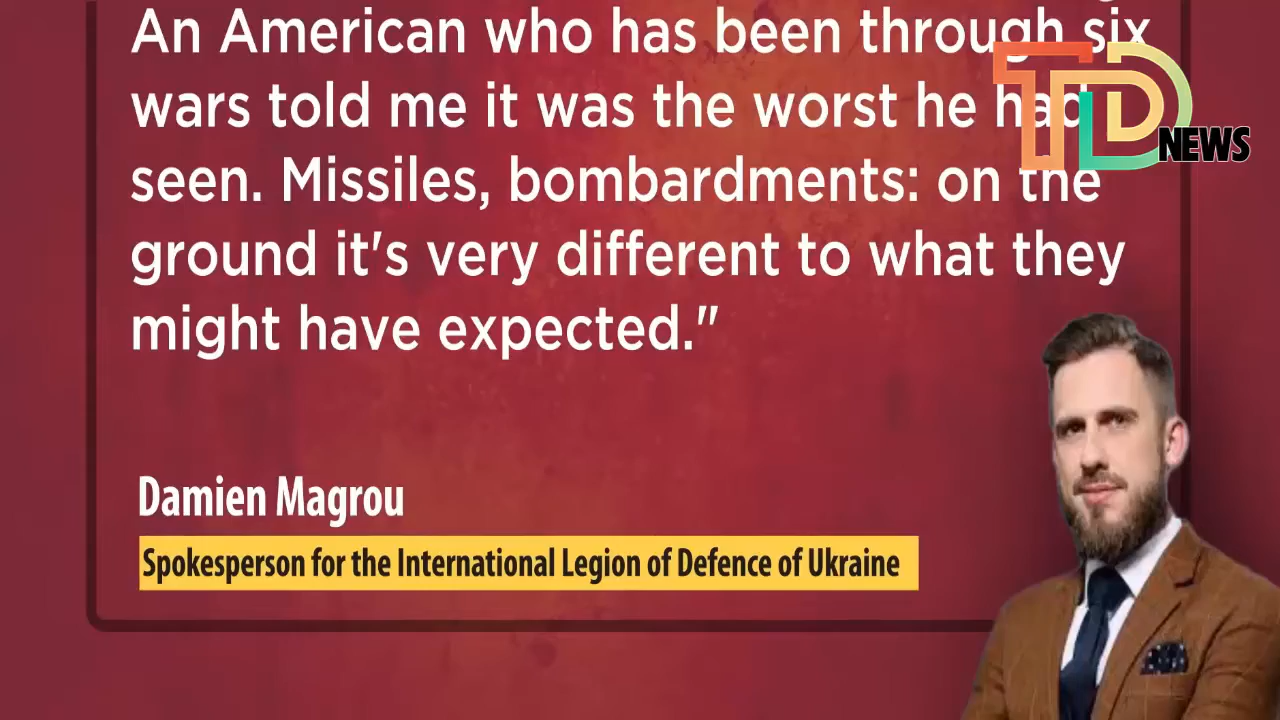 An American who has been through six
wars told me it was the worst he had
seen. Missiles, bombardments: on the
ground it's very different to what they
might have expected."
Damien Magrou
Spokesperson for the International Legion of Defence of Ukraine
TD
NEWS